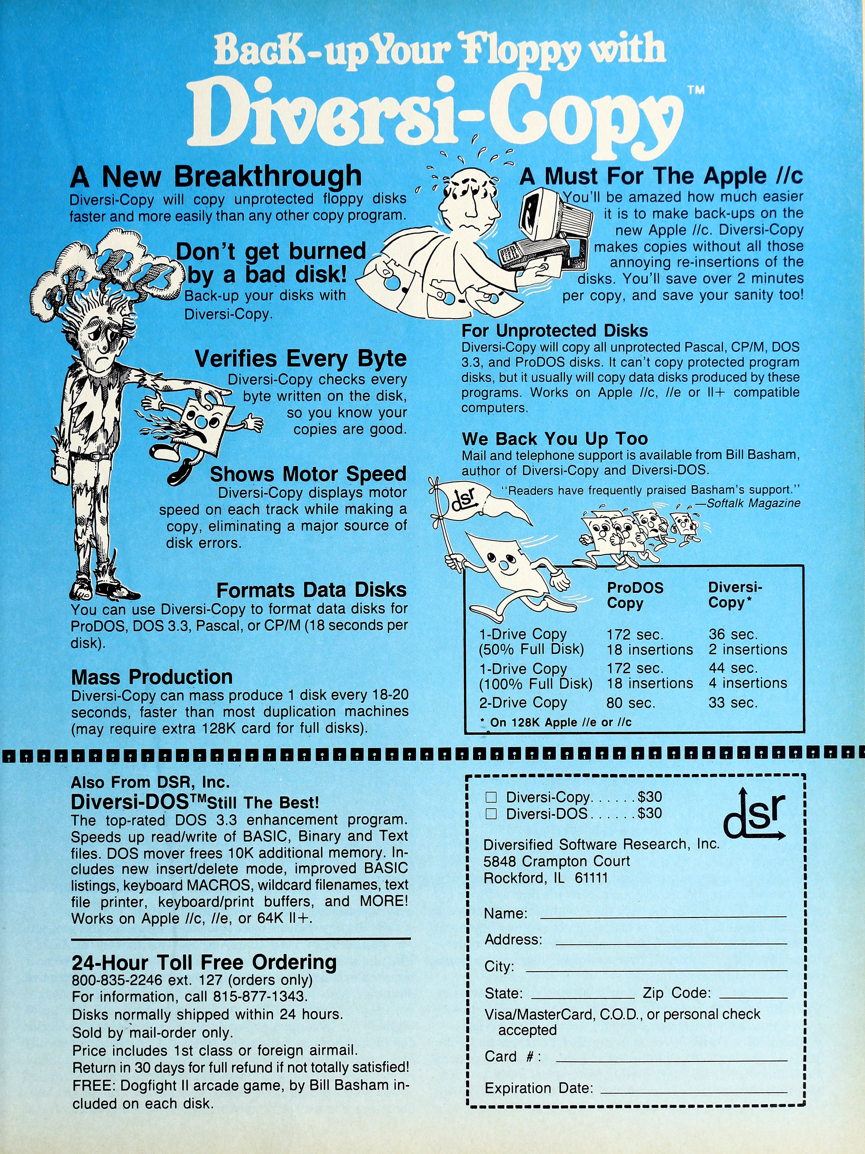 Back-up Your Floppy with
Diversi-Copy™
A New Breakthrough
Diversi-Copy will copy unprotected floppy disks
faster and more easily than any other copy program.
Don't get burned
by a bad disk!
Back-up your disks with
Diversi-Copy.
Verifies Every Byte
Diversi-Copy checks every
byte written on the disk,
so you know your
copies are good.
Shows Motor Speed
Diversi-Copy displays motor
speed on each track while making a
copy, eliminating a major source of
disk errors.
Formats Data Disks
You can use Diversi-Copy to format data disks for
ProDOS, DOS 3.3, Pascal, or CP/M (18 seconds per
disk).
Mass Production
Diversi-Copy can mass produce 1 disk every 18-20
seconds, faster than most duplication machines
(may require extra 128K card for full disks).
A Must For The Apple //c
You'll be amazed how much easier
it is to make back-ups on the
new Apple //c. Diversi-Copy
makes copies without all those
annoying re-insertions of the
disks. You'll save over 2 minutes
per copy, and save your sanity too!
For Unprotected Disks
Diversi-Copy will copy all unprotected Pascal, CP/M, DOS
3.3, and ProDOS disks. It can't copy protected program
disks, but it usually will copy data disks produced by these
programs. Works on Apple //c, //e or II+ compatible
computers.
We Back You Up Too
Mail and telephone support is available from Bill Basham,
author of Diversi-Copy and Diversi-DOS.
"Readers have frequently praised Basham's support."
—Softalk Magazine
dsr
ProDOS Diversi-
Copy Copy*
1-Drive Copy 172 sec. 36 sec.
(50% Full Disk) 18 insertions 2 insertions
1-Drive Copy 172 sec. 44 sec.
(100% Full Disk) 18 insertions 4 insertions
2-Drive Copy 80 sec. 33 sec.
* On 128K Apple //e or //c
Also From DSR, Inc.
Diversi-DOS™ Still The Best!
The top-rated DOS 3.3 enhancement program.
Speeds up read/write of BASIC, Binary and Text
files. DOS mover frees 10K additional memory. In-
cludes new insert/delete mode, improved BASIC
listings, keyboard MACROS, wildcard filenames, text
file printer, keyboard/print buffers, and MORE!
Works on Apple //c, //e, or 64K II+.
24-Hour Toll Free Ordering
800-835-2246 ext. 127 (orders only)
For information, call 815-877-1343.
Disks normally shipped within 24 hours.
Sold by mail-order only.
Price includes 1st class or foreign airmail.
Return in 30 days for full refund if not totally satisfied!
FREE: Dogfight II arcade game, by Bill Basham in-
cluded on each disk.
☐ Diversi-Copy......$30
☐ Diversi-DOS......$30
dsr
Diversified Software Research, Inc.
5848 Crampton Court
Rockford, IL 61111
Name:
Address:
City:
State: Zip Code:
Visa/MasterCard, C.O.D., or personal check
accepted
Card #:
Expiration Date: